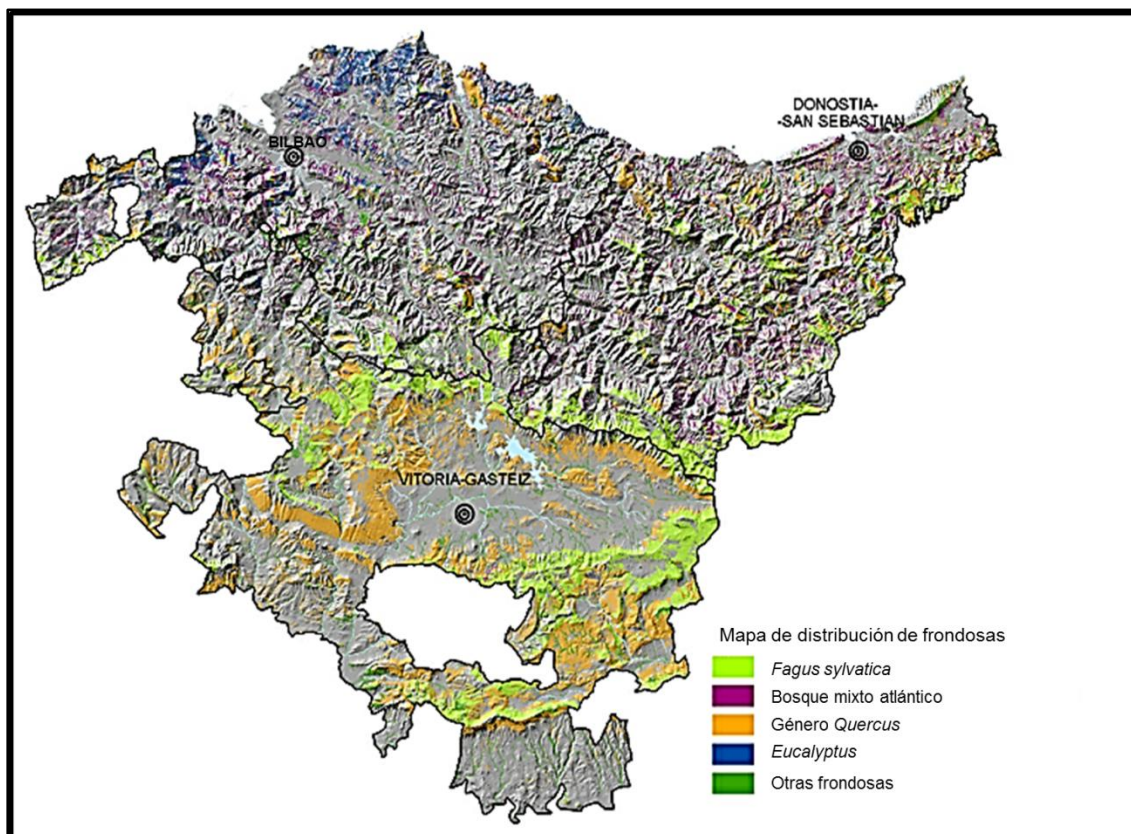 BILBAO
DONOSTIA-
-SAN SEBASTIAN
VITORIA-GASTEIZ
Mapa de distribución de frondosas
Fagus sylvatica
Bosque mixto atlántico
Género Quercus
Eucalyptus
Otras frondosas